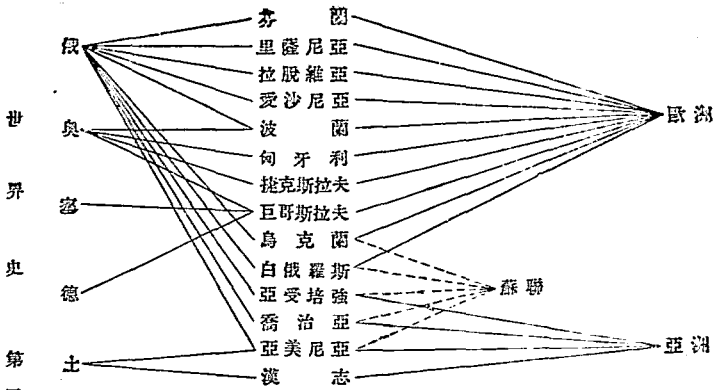 世界史第
俄
奧
塞
德
土
芬蘭
里薩尼亞
拉脫維亞
愛沙尼亞
波蘭
匈牙利
捷克斯拉夫
巨哥斯拉夫
烏克蘭
白俄羅斯
亞受培強
喬治亞
亞美尼亞
漢志
歐洲
蘇聯
亞洲